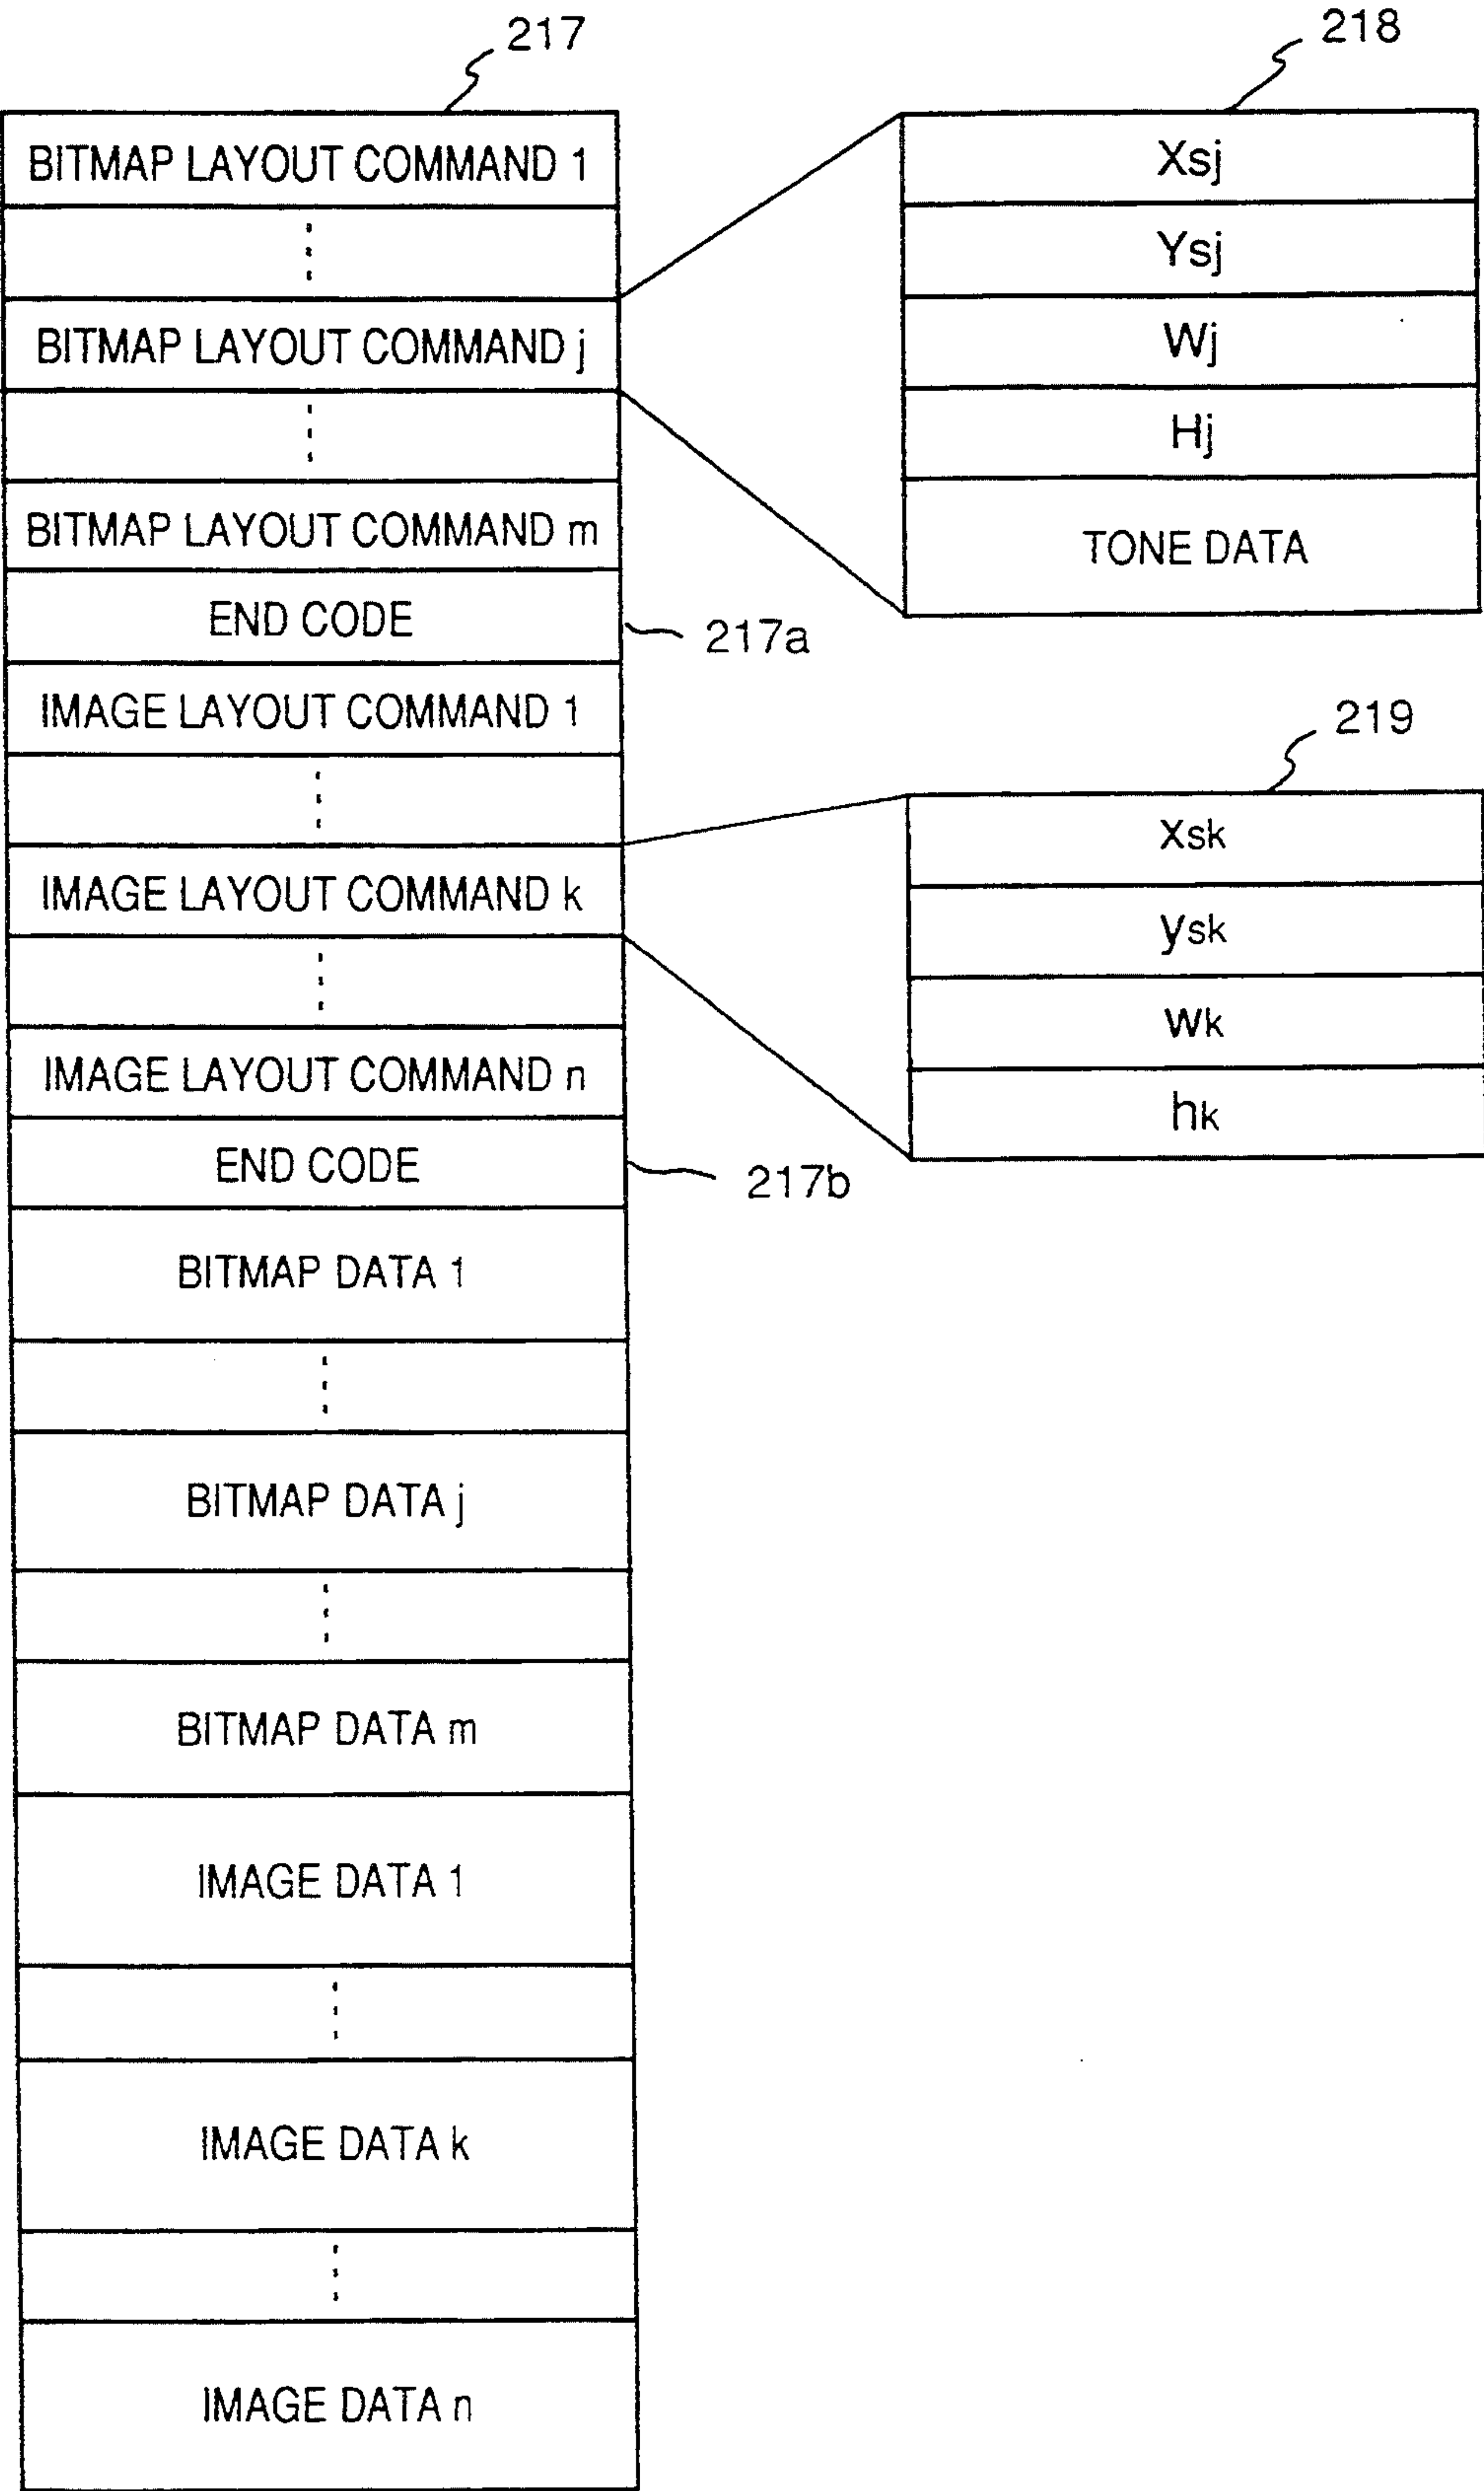 217
BITMAP LAYOUT COMMAND 1
BITMAP LAYOUT COMMAND j
BITMAP LAYOUT COMMAND m
END CODE
217a
IMAGE LAYOUT COMMAND 1
IMAGE LAYOUT COMMAND k
IMAGE LAYOUT COMMAND n
END CODE
217b
BITMAP DATA 1
BITMAP DATA j
BITMAP DATA m
IMAGE DATA 1
IMAGE DATA k
IMAGE DATA n
218
Xsj
Ysj
Wj
Hj
TONE DATA
219
xsk
ysk
wk
hk